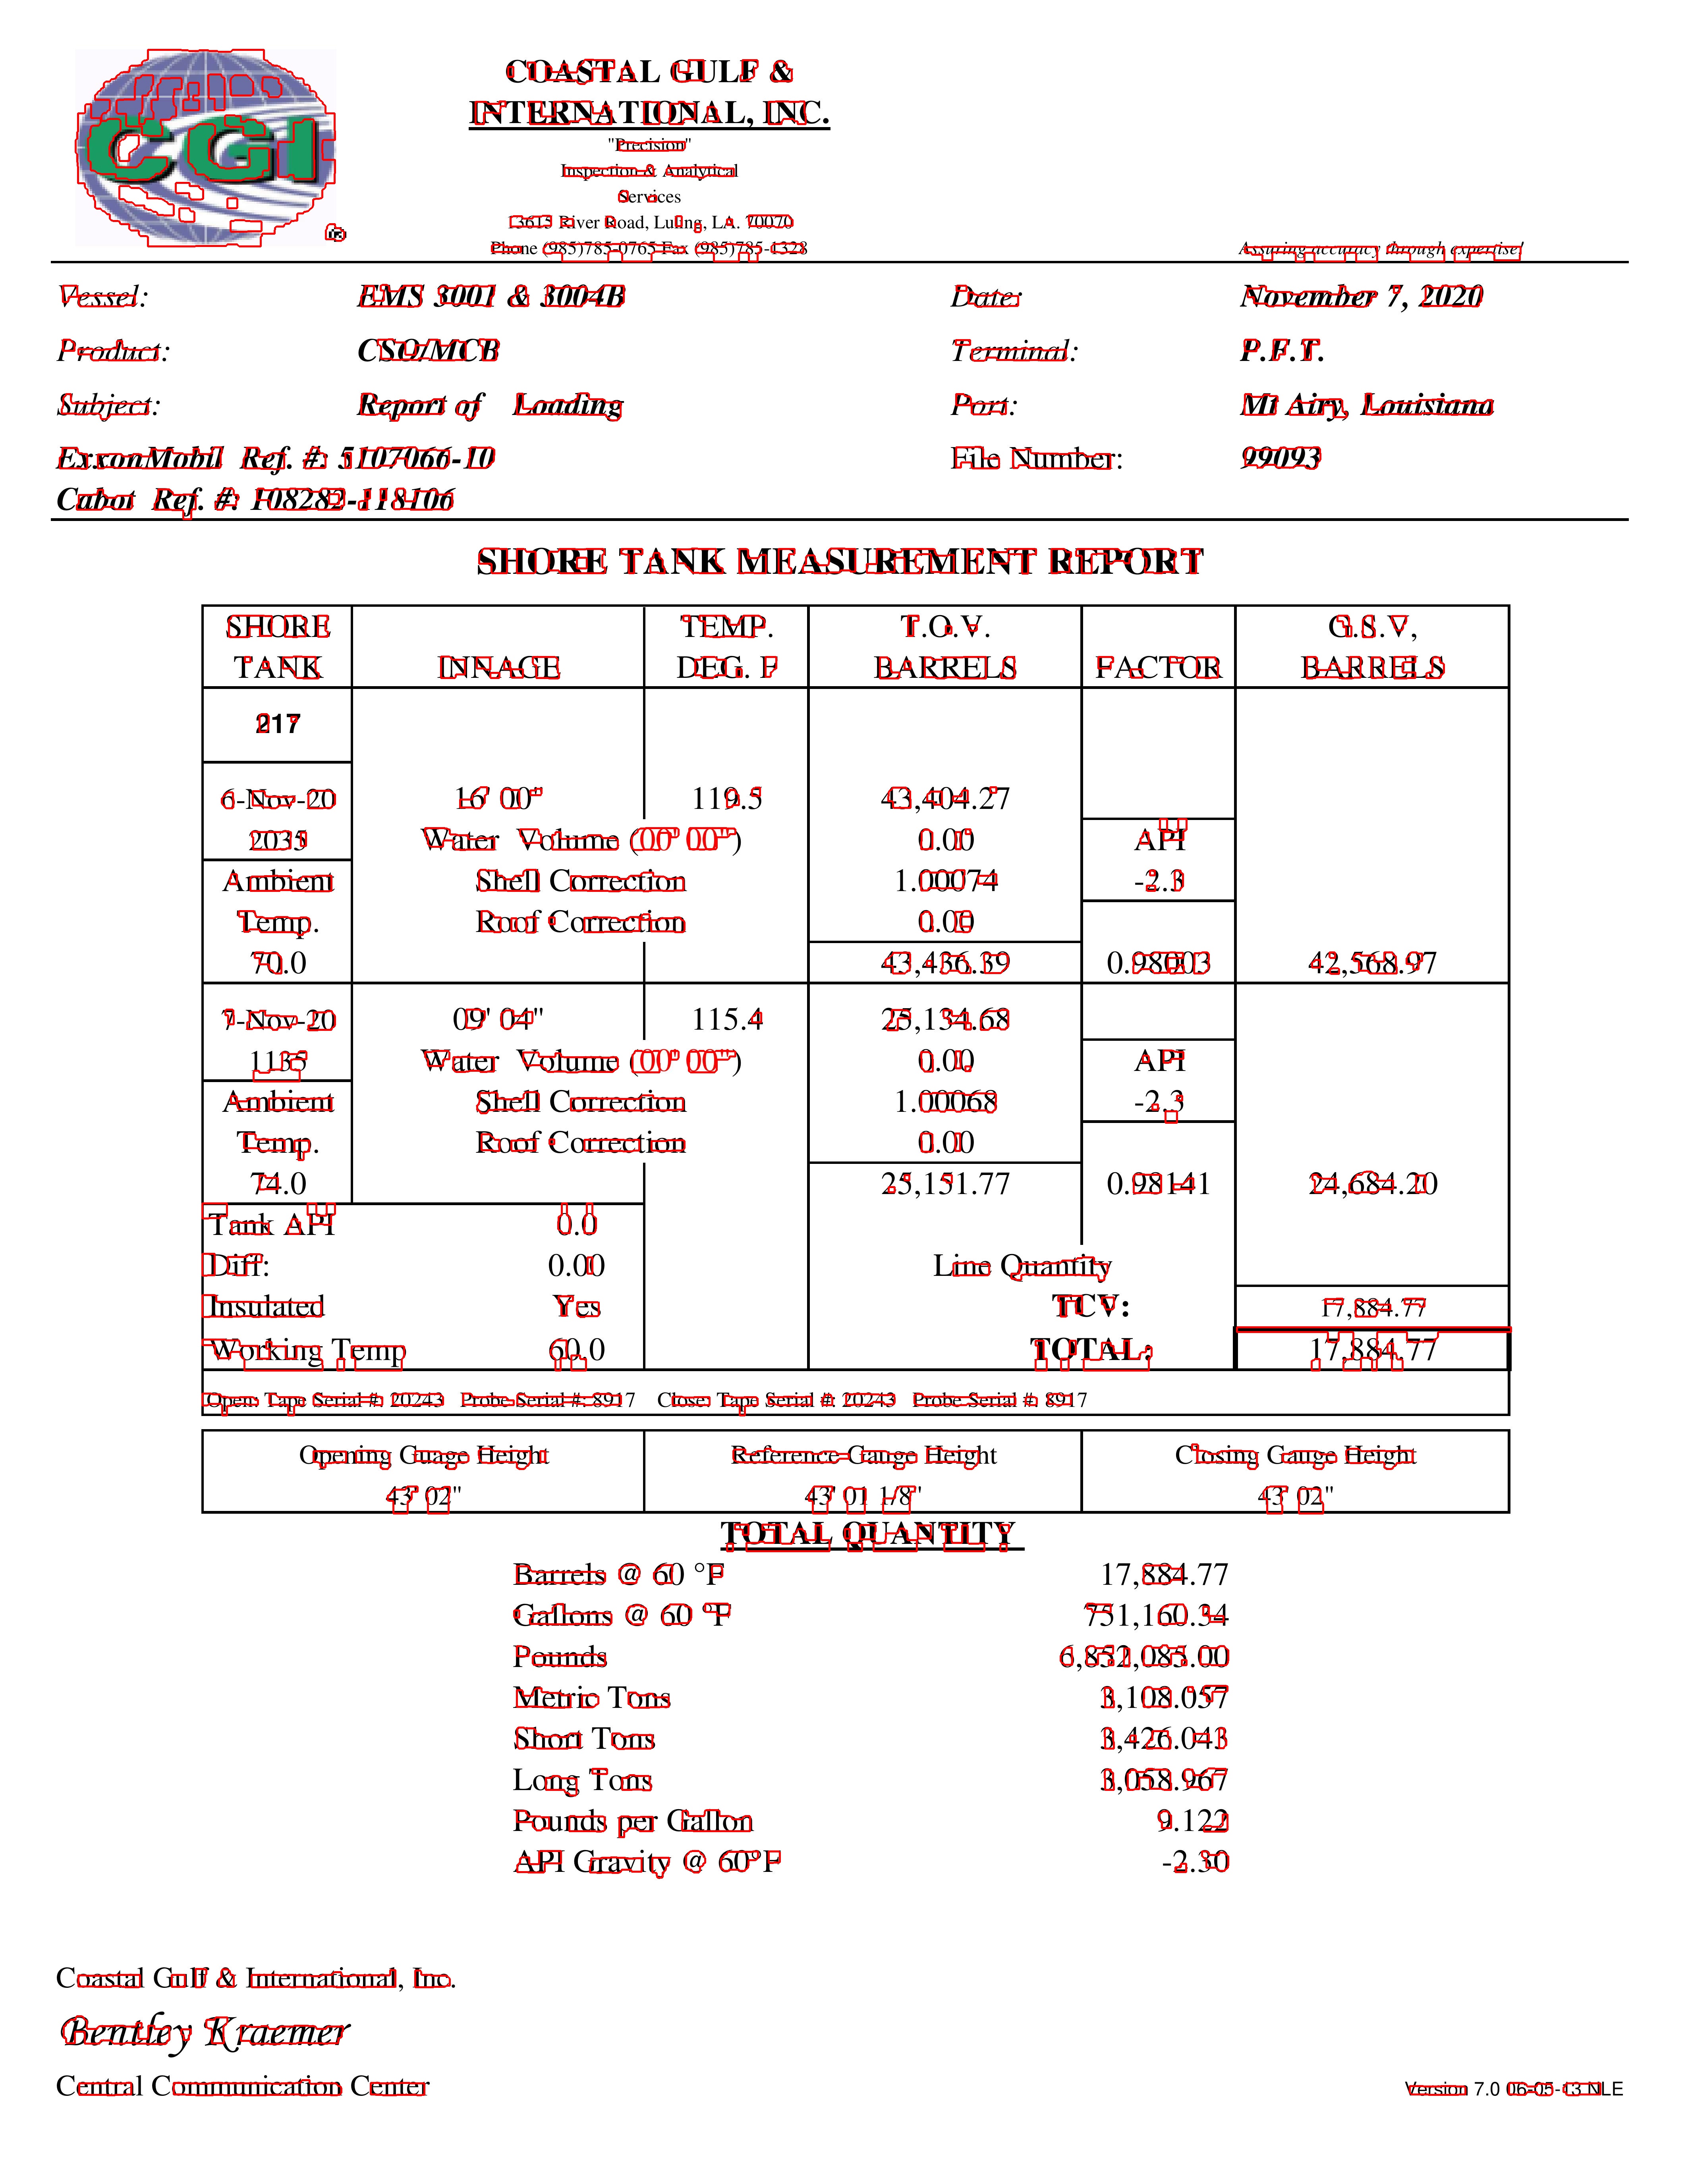 CGI
COASTAL GULF &
INTERNATIONAL, INC.
"Precision"
Inspection & Analytical
Services
13615 River Road, Luling, LA. 70070
Phone (985)785-0765 Fax (985)785-1328
Assuring accuracy through expertise!
Vessel: EMS 3001 & 3004B Date: November 7, 2020
Product: CSO/MCB Terminal: P.F.T.
Subject: Report of Loading Port: Mt Airy, Louisiana
ExxonMobil Ref. #: 5107066-10 File Number: 99093
Cabot Ref. #: 108282-118106
SHORE TANK MEASUREMENT REPORT
SHORE TEMP. T.O.V. G.S.V,
TANK INNAGE DEG. F BARRELS FACTOR BARRELS
217
6-Nov-20 16' 00" 119.5 43,404.27
2035 Water Volume (00' 00") 0.00 API
Ambient Shell Correction 1.00074 -2.3
Temp. Roof Correction 0.00
70.0 43,436.39 0.98003 42,568.97
7-Nov-20 09' 04" 115.4 25,134.68
1135 Water Volume (00' 00") 0.00 API
Ambient Shell Correction 1.00068 -2.3
Temp. Roof Correction 0.00
74.0 25,151.77 0.98141 24,684.20
Tank API 0.0
Diff: 0.00 Line Quantity
Insulated Yes TCV: 17,884.77
Working Temp 60.0 TOTAL: 17,884.77
Open: Tape Serial #: 20243 Probe Serial #: 8917 Close: Tape Serial #: 20243 Probe Serial #: 8917
Opening Guage Height Reference Gauge Height Closing Gauge Height
43' 02" 43' 01 1/8" 43' 02"
TOTAL QUANTITY
Barrels @ 60 °F 17,884.77
Gallons @ 60 °F 751,160.34
Pounds 6,852,085.00
Metric Tons 3,108.057
Short Tons 3,426.043
Long Tons 3,058.967
Pounds per Gallon 9.122
API Gravity @ 60°F -2.30
Coastal Gulf & International, Inc.
Bentley Kraemer
Central Communication Center
Version 7.0 06-05-13 NLE